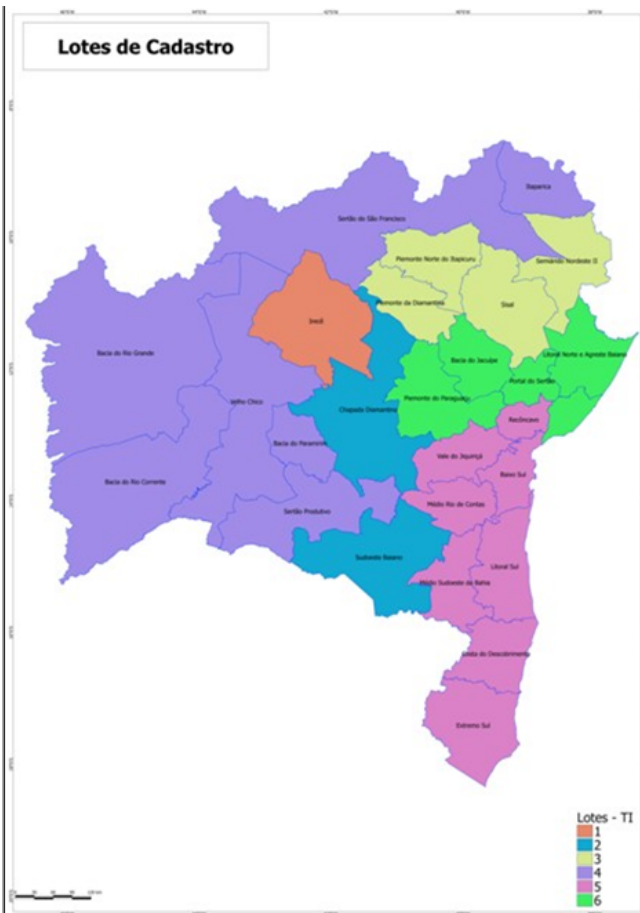 Lotes de Cadastro
Itaparica
Sertão do São Francisco
Piemonte Norte do Itapicuru
Semiárido Nordeste II
Piemonte da Diamantina
Sisal
Irecê
Bacia do Rio Grande
Bacia do Jacuípe
Litoral Norte e Agreste Baiano
Portal do Sertão
Velho Chico
Piemonte do Paraguaçu
Chapada Diamantina
Recôncavo
Bacia do Paramirim
Vale do Jiquiriçá
Baixo Sul
Bacia do Rio Corrente
Médio Rio de Contas
Sertão Produtivo
Sudoeste Baiano
Litoral Sul
Médio Sudoeste da Bahia
Costa do Descobrimento
Extremo Sul
Lotes - TI
1
2
3
4
5
6